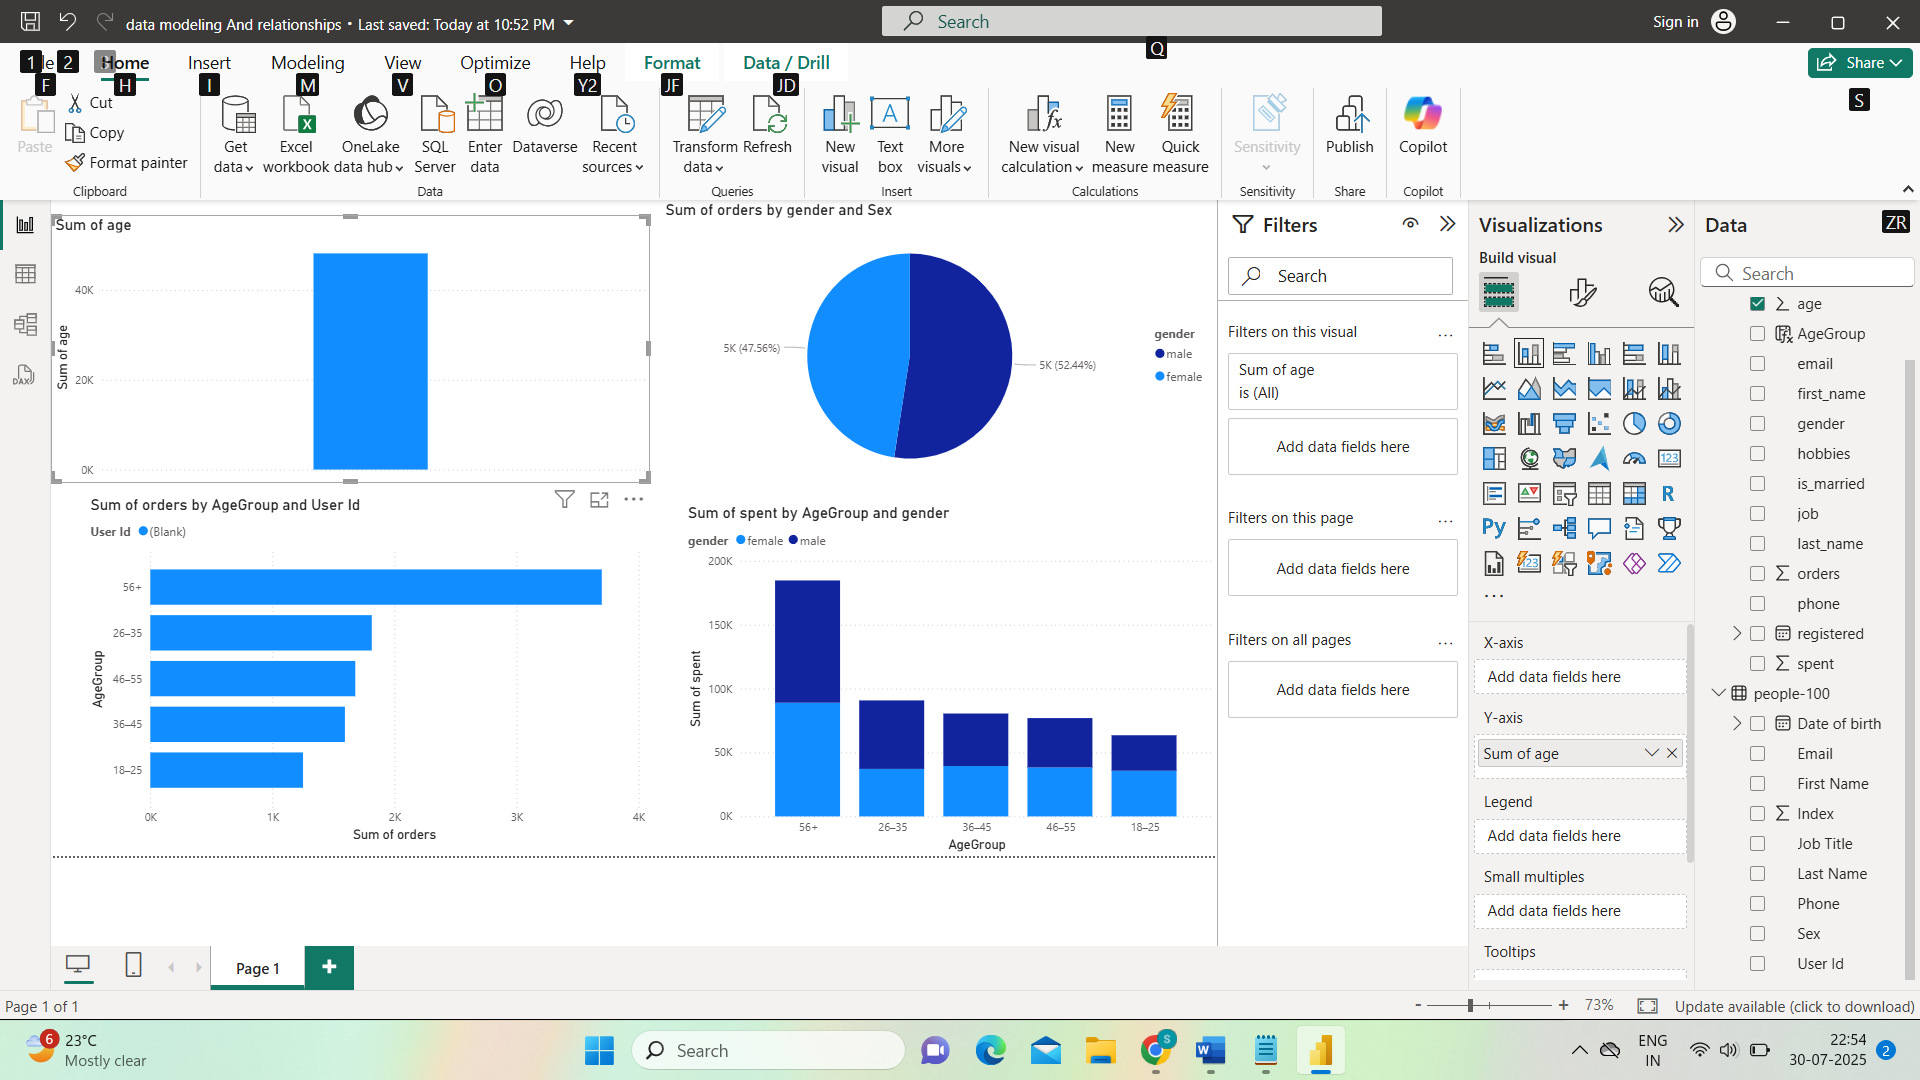 data modeling And relationships • Last saved: Today at 10:52 PM
Search
Sign in
Home
Insert
Modeling
View
Optimize
Help
Format
Data / Drill
Share
1
2
F
H
I
M
V
O
Y2
JF
JD
Q
S
Paste
Cut
Copy
Format painter
Clipboard
Get data
Excel workbook
OneLake data hub
SQL Server
Enter data
Dataverse
Recent sources
Data
Transform data
Refresh
Queries
New visual
Text box
More visuals
Insert
New visual calculation
New measure
Quick measure
Calculations
Sensitivity
Sensitivity
Publish
Share
Copilot
Copilot
Sum of age
Sum of age
40K
20K
0K
Sum of orders by gender and Sex
5K (47.56%)
5K (52.44%)
gender
male
female
Sum of orders by AgeGroup and User Id
User Id (Blank)
AgeGroup
56+
26–35
46–55
36–45
18–25
0K 1K 2K 3K 4K
Sum of orders
Sum of spent by AgeGroup and gender
gender female male
Sum of spent
200K
150K
100K
50K
0K
56+ 26–35 36–45 46–55 18–25
AgeGroup
Filters
Search
Filters on this visual
Sum of age
is (All)
Add data fields here
Filters on this page
Add data fields here
Filters on all pages
Add data fields here
Visualizations
Build visual
123
R
Py
123
X-axis
Add data fields here
Y-axis
Sum of age
Legend
Add data fields here
Small multiples
Add data fields here
Tooltips
Data
ZR
Search
age
AgeGroup
email
first_name
gender
hobbies
is_married
job
last_name
orders
phone
registered
spent
people-100
Date of birth
Email
First Name
Index
Job Title
Last Name
Phone
Sex
User Id
DAX
Page 1
Page 1 of 1
73%
Update available (click to download)
6
23°C
Mostly clear
Search
S
ENG
IN
22:54
30-07-2025
2